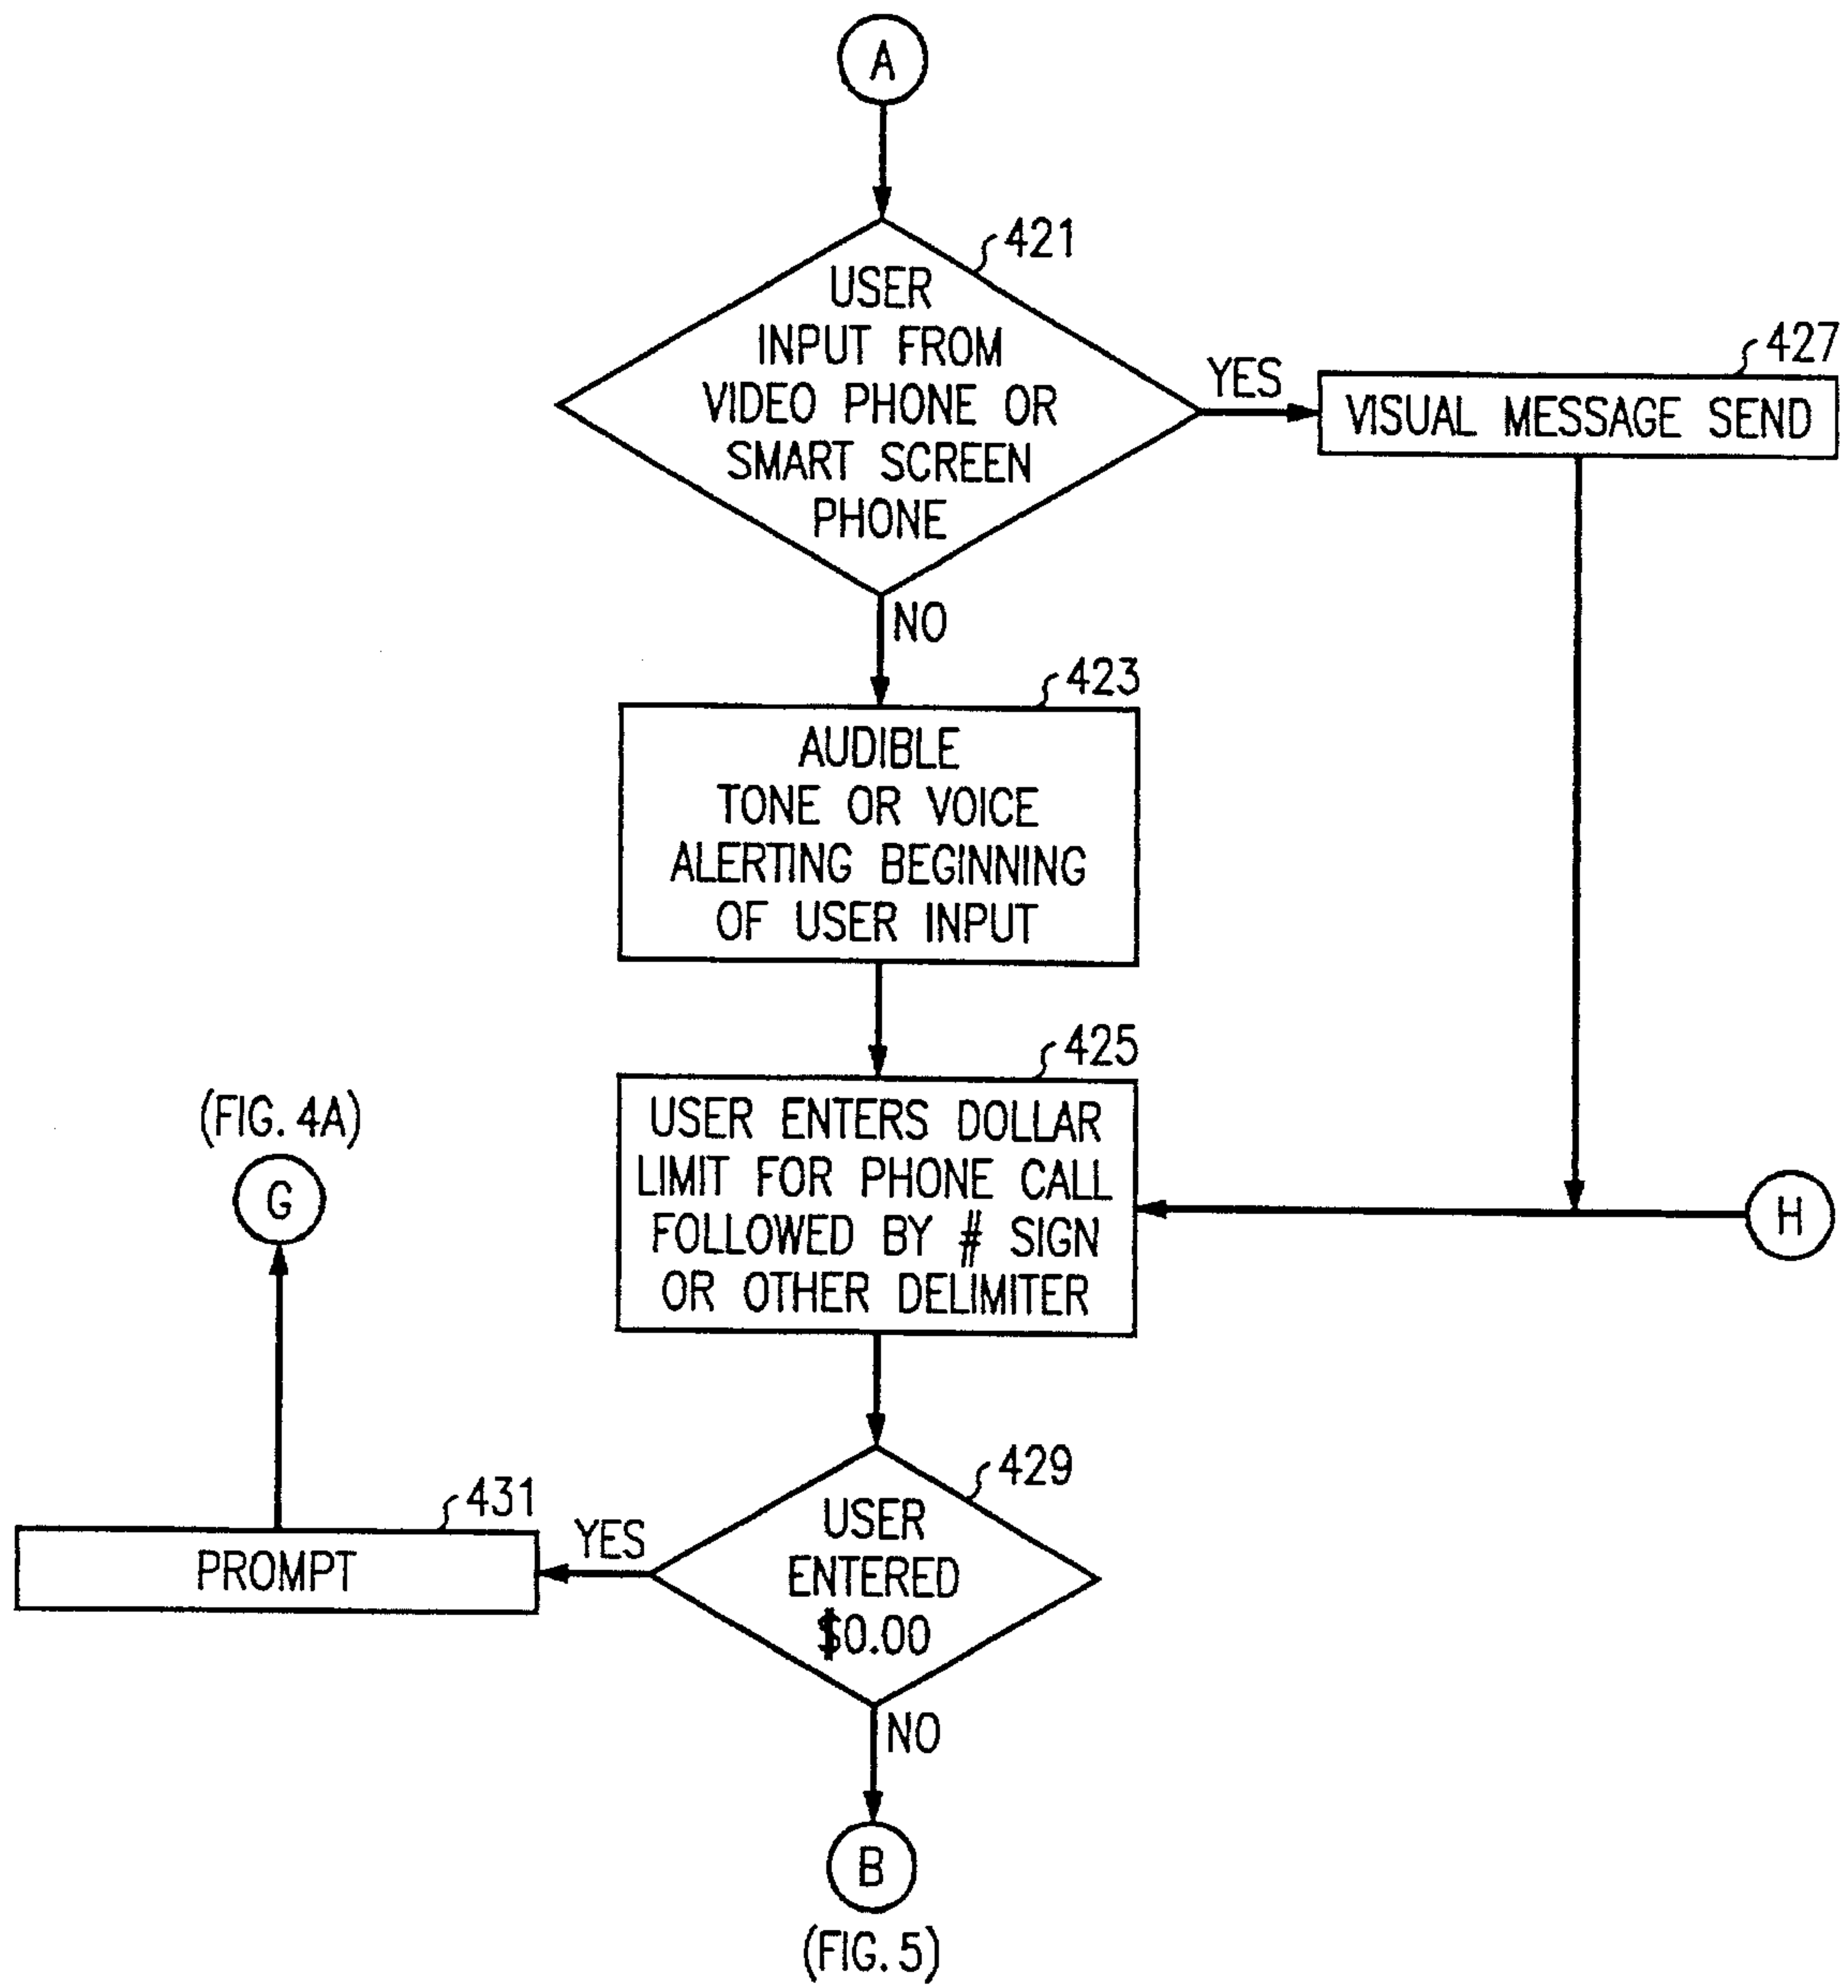 A
421
USER
INPUT FROM
VIDEO PHONE OR
SMART SCREEN
PHONE
YES
427
VISUAL MESSAGE SEND
NO
423
AUDIBLE
TONE OR VOICE
ALERTING BEGINNING
OF USER INPUT
425
USER ENTERS DOLLAR
LIMIT FOR PHONE CALL
FOLLOWED BY # SIGN
OR OTHER DELIMITER
H
(FIG. 4A)
G
429
USER
ENTERED
$0.00
YES
431
PROMPT
NO
B
(FIG. 5)